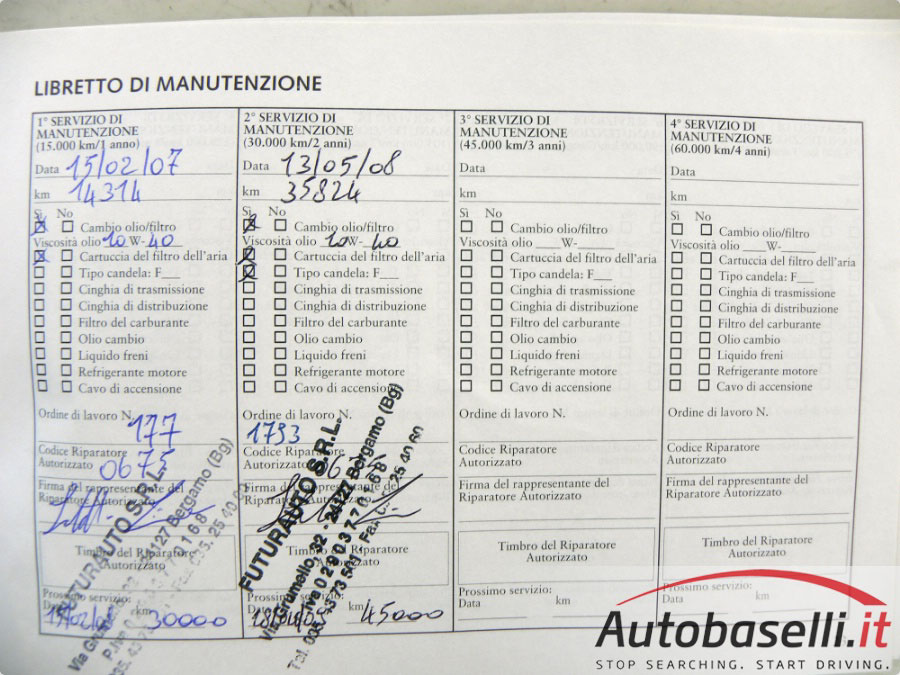 LIBRETTO DI MANUTENZIONE
1° SERVIZIO DI
MANUTENZIONE
(15.000 km/1 anno)
Data 15/02/07
km 14314
Sì No
Cambio olio/filtro
Viscosità olio 10 W- 40
Cartuccia del filtro dell'aria
Tipo candela: F___
Cinghia di trasmissione
Cinghia di distribuzione
Filtro del carburante
Olio cambio
Liquido freni
Refrigerante motore
Cavo di accensione
Ordine di lavoro N.
177
Codice Riparatore
Autorizzato 0675
Firma del rappresentante del
Riparatore Autorizzato
Timbro del Riparatore
Autorizzato
Prossimo servizio:
Data km 30000
FUTURAUTO S.R.L.
2° SERVIZIO DI
MANUTENZIONE
(30.000 km/2 anni)
Data 13/05/08
km 35824
Sì No
Cambio olio/filtro
Viscosità olio 10 W- 40
Cartuccia del filtro dell'aria
Tipo candela: F___
Cinghia di trasmissione
Cinghia di distribuzione
Filtro del carburante
Olio cambio
Liquido freni
Refrigerante motore
Cavo di accensione
Ordine di lavoro N.
1793
Codice Riparatore
Autorizzato
Firma del rappresentante del
Riparatore Autorizzato
Timbro del Riparatore
Autorizzato
Prossimo servizio:
Data km 45000
FUTURAUTO S.R.L.
Via Grumello, 32 - 24127 Bergamo (Bg)
3° SERVIZIO DI
MANUTENZIONE
(45.000 km/3 anni)
Data
km
Sì No
Cambio olio/filtro
Viscosità olio ____W-_____
Cartuccia del filtro dell'aria
Tipo candela: F___
Cinghia di trasmissione
Cinghia di distribuzione
Filtro del carburante
Olio cambio
Liquido freni
Refrigerante motore
Cavo di accensione
Ordine di lavoro N.
Codice Riparatore
Autorizzato
Firma del rappresentante del
Riparatore Autorizzato
Timbro del Riparatore
Autorizzato
Prossimo servizio:
Data km
4° SERVIZIO DI
MANUTENZIONE
(60.000 km/4 anni)
Data
km
Sì No
Cambio olio/filtro
Viscosità olio ____W-_____
Cartuccia del filtro dell'aria
Tipo candela: F___
Cinghia di trasmissione
Cinghia di distribuzione
Filtro del carburante
Olio cambio
Liquido freni
Refrigerante motore
Cavo di accensione
Ordine di lavoro N.
Codice Riparatore
Autorizzato
Firma del rappresentante del
Riparatore Autorizzato
Timbro del Riparatore
Autorizzato
Prossimo servizio:
Data km
Autobaselli.it
STOP SEARCHING. START DRIVING.